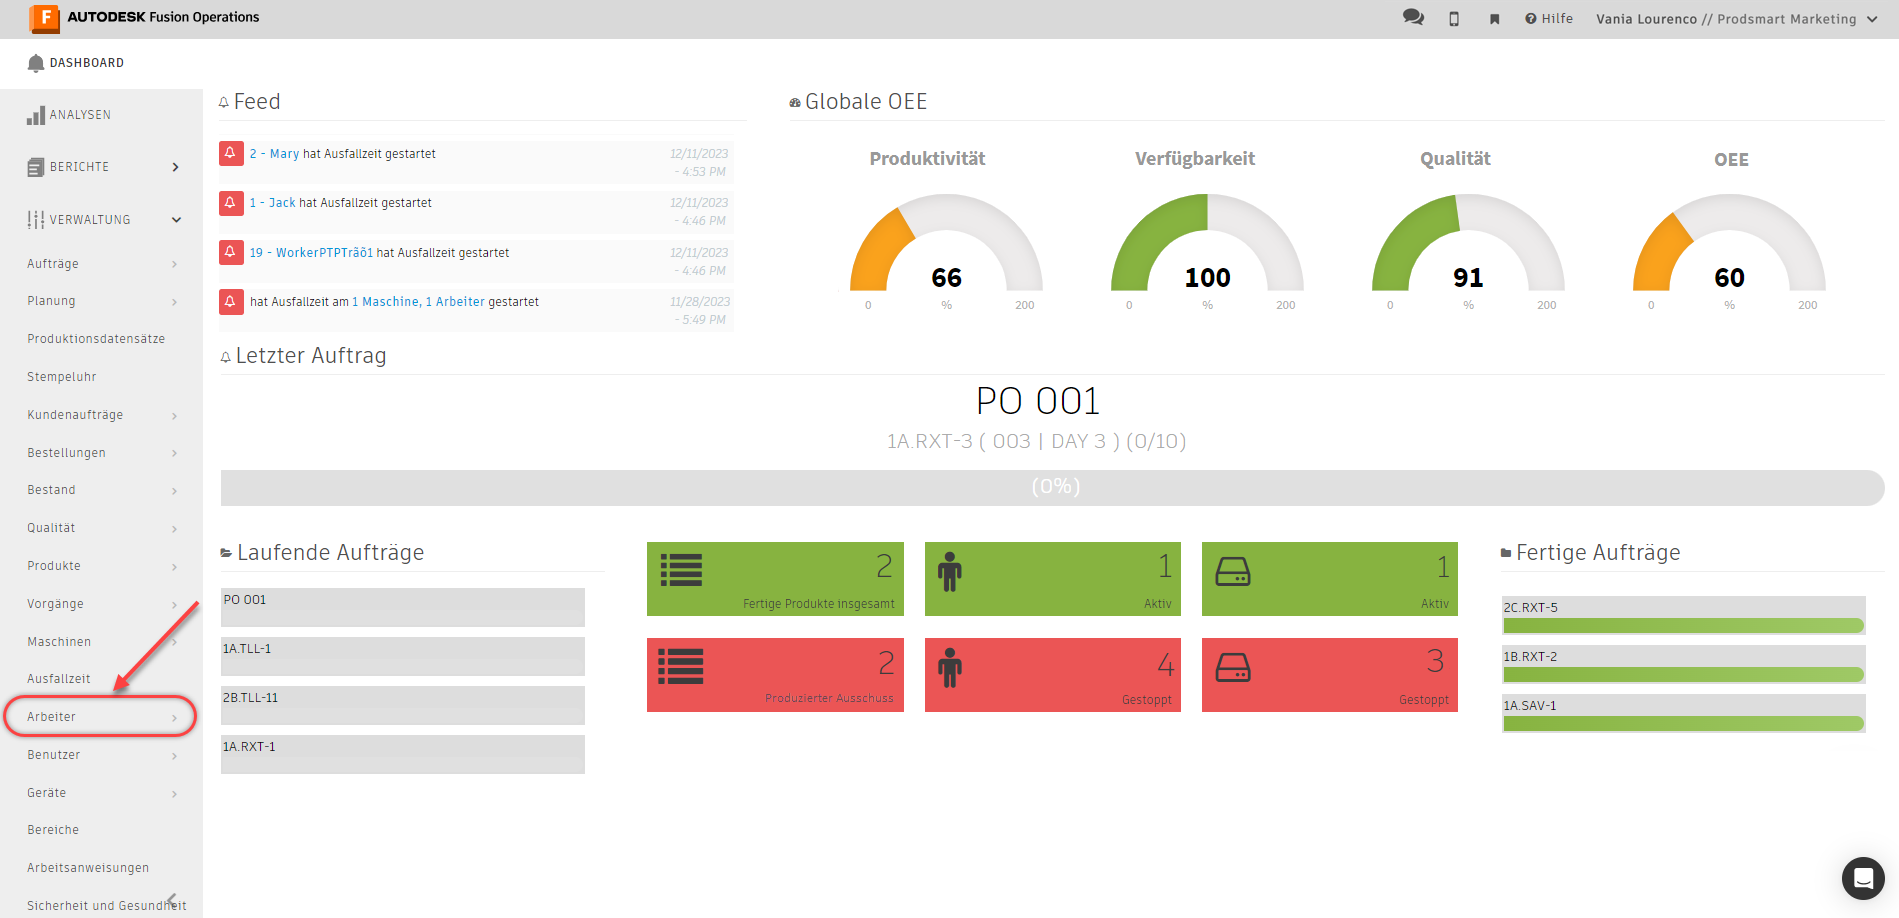 AUTODESK Fusion Operations
Hilfe
Vania Lourenco // Prodsmart Marketing
DASHBOARD
ANALYSEN
BERICHTE
VERWALTUNG
Aufträge
Planung
Produktionsdatensätze
Stempeluhr
Kundenaufträge
Bestellungen
Bestand
Qualität
Produkte
Vorgänge
Maschinen
Ausfallzeit
Arbeiter
Benutzer
Geräte
Bereiche
Arbeitsanweisungen
Sicherheit und Gesundheit
Feed
2 - Mary hat Ausfallzeit gestartet
12/11/2023
- 4:53 PM
1 - Jack hat Ausfallzeit gestartet
12/11/2023
- 4:46 PM
19 - WorkerPTPTrãõ1 hat Ausfallzeit gestartet
12/11/2023
- 4:46 PM
hat Ausfallzeit am 1 Maschine, 1 Arbeiter gestartet
11/28/2023
- 5:49 PM
Globale OEE
Produktivität
66
0 % 200
Verfügbarkeit
100
0 % 200
Qualität
91
0 % 200
OEE
60
0 % 200
Letzter Auftrag
PO 001
1A.RXT-3 ( 003 | DAY 3 ) (0/10)
(0%)
Laufende Aufträge
PO 001
1A.TLL-1
2B.TLL-11
1A.RXT-1
2
Fertige Produkte insgesamt
1
Aktiv
1
Aktiv
2
Produzierter Ausschuss
4
Gestoppt
3
Gestoppt
Fertige Aufträge
2C.RXT-5
1B.RXT-2
1A.SAV-1